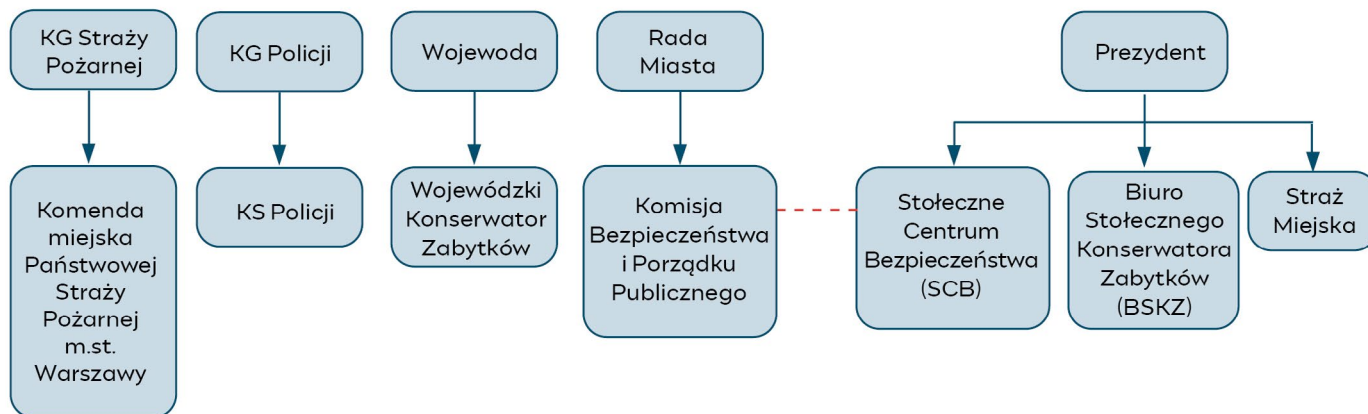 KG Straży
Pożarnej
KG Policji
Wojewoda
Rada
Miasta
Prezydent
Komenda
miejska
Państwowej
Straży
Pożarnej
m.st.
Warszawy
KS Policji
Wojewódzki
Konserwator
Zabytków
Komisja
Bezpieczeństwa
i Porządku
Publicznego
Stołeczne
Centrum
Bezpieczeństwa
(SCB)
Biuro
Stołecznego
Konserwatora
Zabytków
(BSKZ)
Straż
Miejska